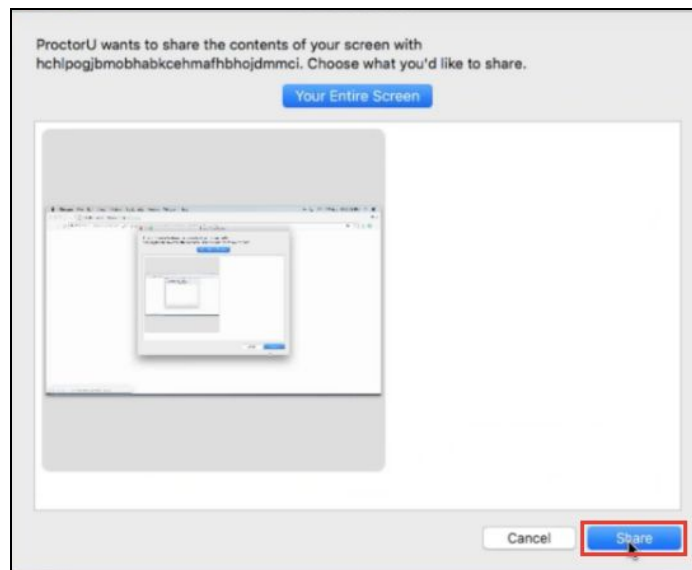 ProctorU wants to share the contents of your screen with
hchlpogjbmobhabkcehmafhbhojdmmci. Choose what you'd like to share.
Your Entire Screen
Cancel
Share